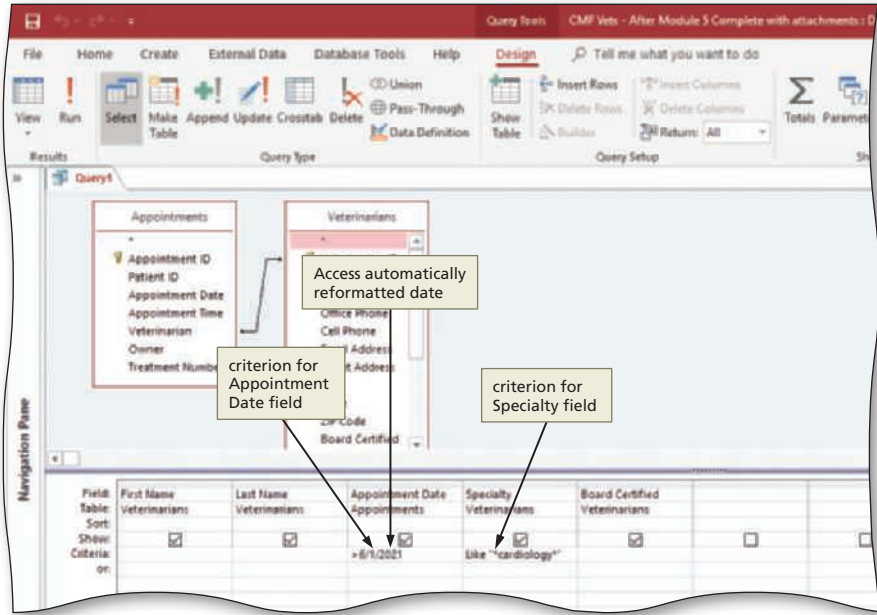 Query Tools CMF Vets - After Module 5 Complete with attachments : D
File Home Create External Data Database Tools Help Design Tell me what you want to do
View Run Select Make Table Append Update Crosstab Delete
Union
Pass-Through
Data Definition
Show Table
Insert Rows
Delete Rows
Builder
Insert Columns
Delete Columns
Return: All
Totals Paramet
Results Query Type Query Setup Sh
Query1
Appointments
*
Appointment ID
Patient ID
Appointment Date
Appointment Time
Veterinarian
Owner
Treatment Numbe
Veterinarians
*
Office Phone
Cell Phone
Address
t Address
ZIP Code
Board Certified
Access automatically
reformatted date
criterion for
Appointment
Date field
criterion for
Specialty field
Navigation Pane
Field: First Name Last Name Appointment Date Specialty Board Certified
Table: Veterinarians Veterinarians Appointments Veterinarians Veterinarians
Sort:
Show:
Criteria: >6/1/2021 Like "*cardiology*"
or: